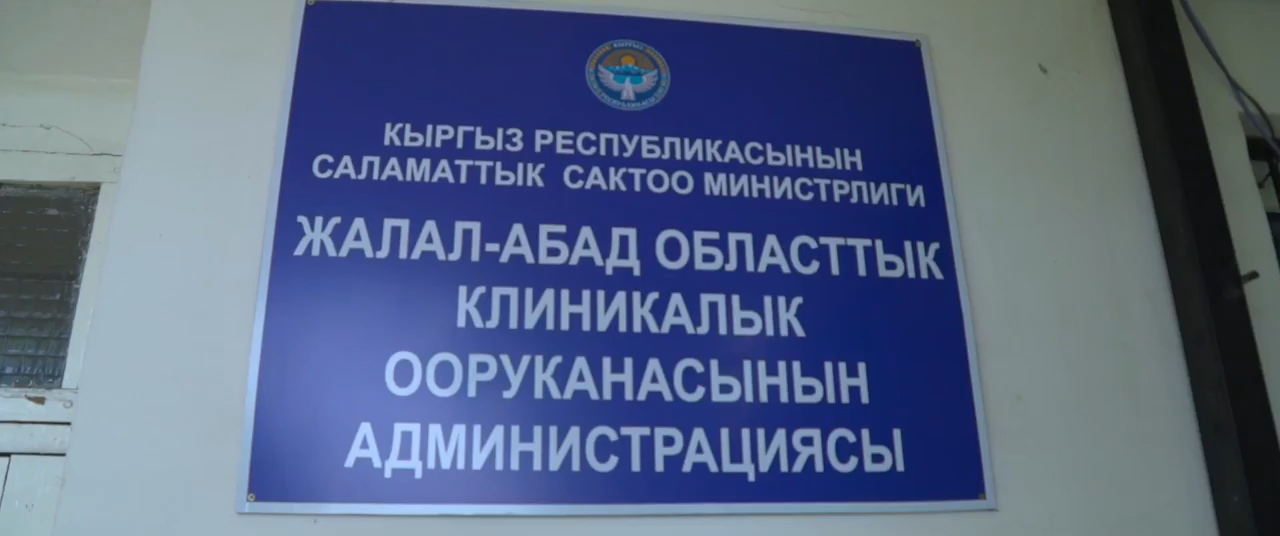 КЫРГЫЗ РЕСПУБЛИКАСЫНЫН
САЛАМАТТЫК САКТОО МИНИСТРЛИГИ
ЖАЛАЛ-АБАД ОБЛАСТТЫК
КЛИНИКАЛЫК
ООРУКАНАСЫНЫН
АДМИНИСТРАЦИЯСЫ